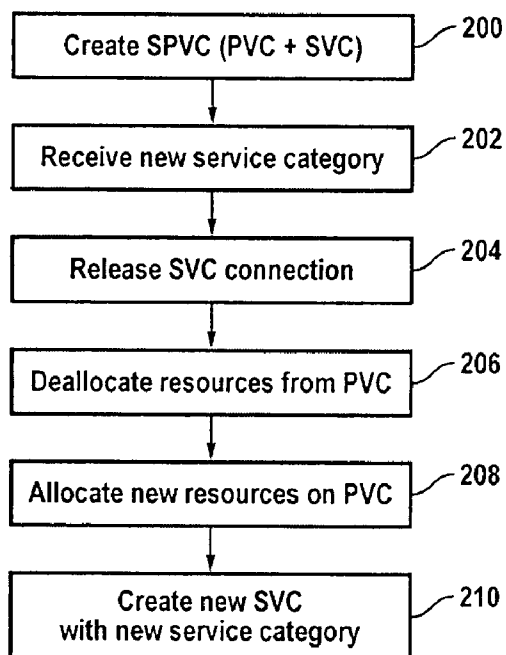 Create SPVC (PVC + SVC)
200
Receive new service category
202
Release SVC connection
204
Deallocate resources from PVC
206
Allocate new resources on PVC
208
Create new SVC
with new service category
210